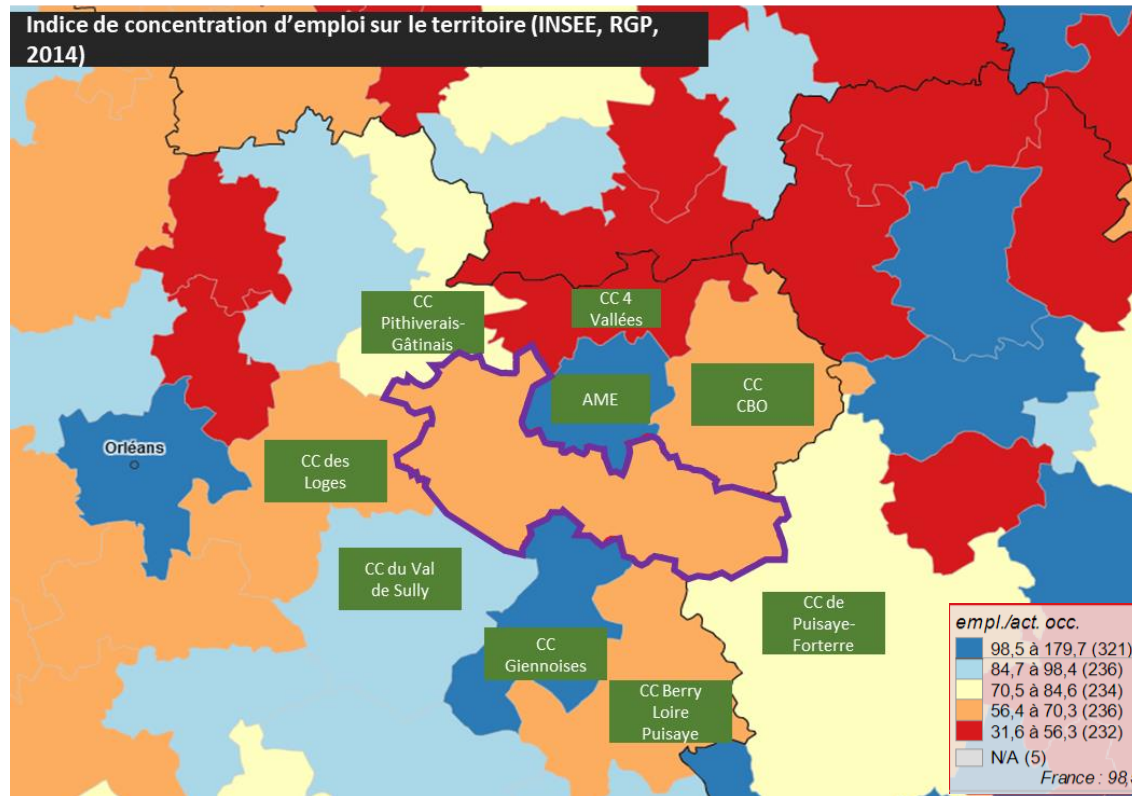 Indice de concentration d'emploi sur le territoire (INSEE, RGP,
2014)
CC
Pithiverais-
Gâtinais
CC 4
Vallées
AME
CC
CBO
Orléans
CC des
Loges
CC du Val
de Sully
CC
Giennoises
CC de
Puisaye-
Forterre
CC Berry
Loire
Puisaye
empl./act. occ.
98,5 à 179,7 (321)
84,7 à 98,4 (236)
70,5 à 84,6 (234)
56,4 à 70,3 (236)
31,6 à 56,3 (232)
N/A (5)
France : 98,